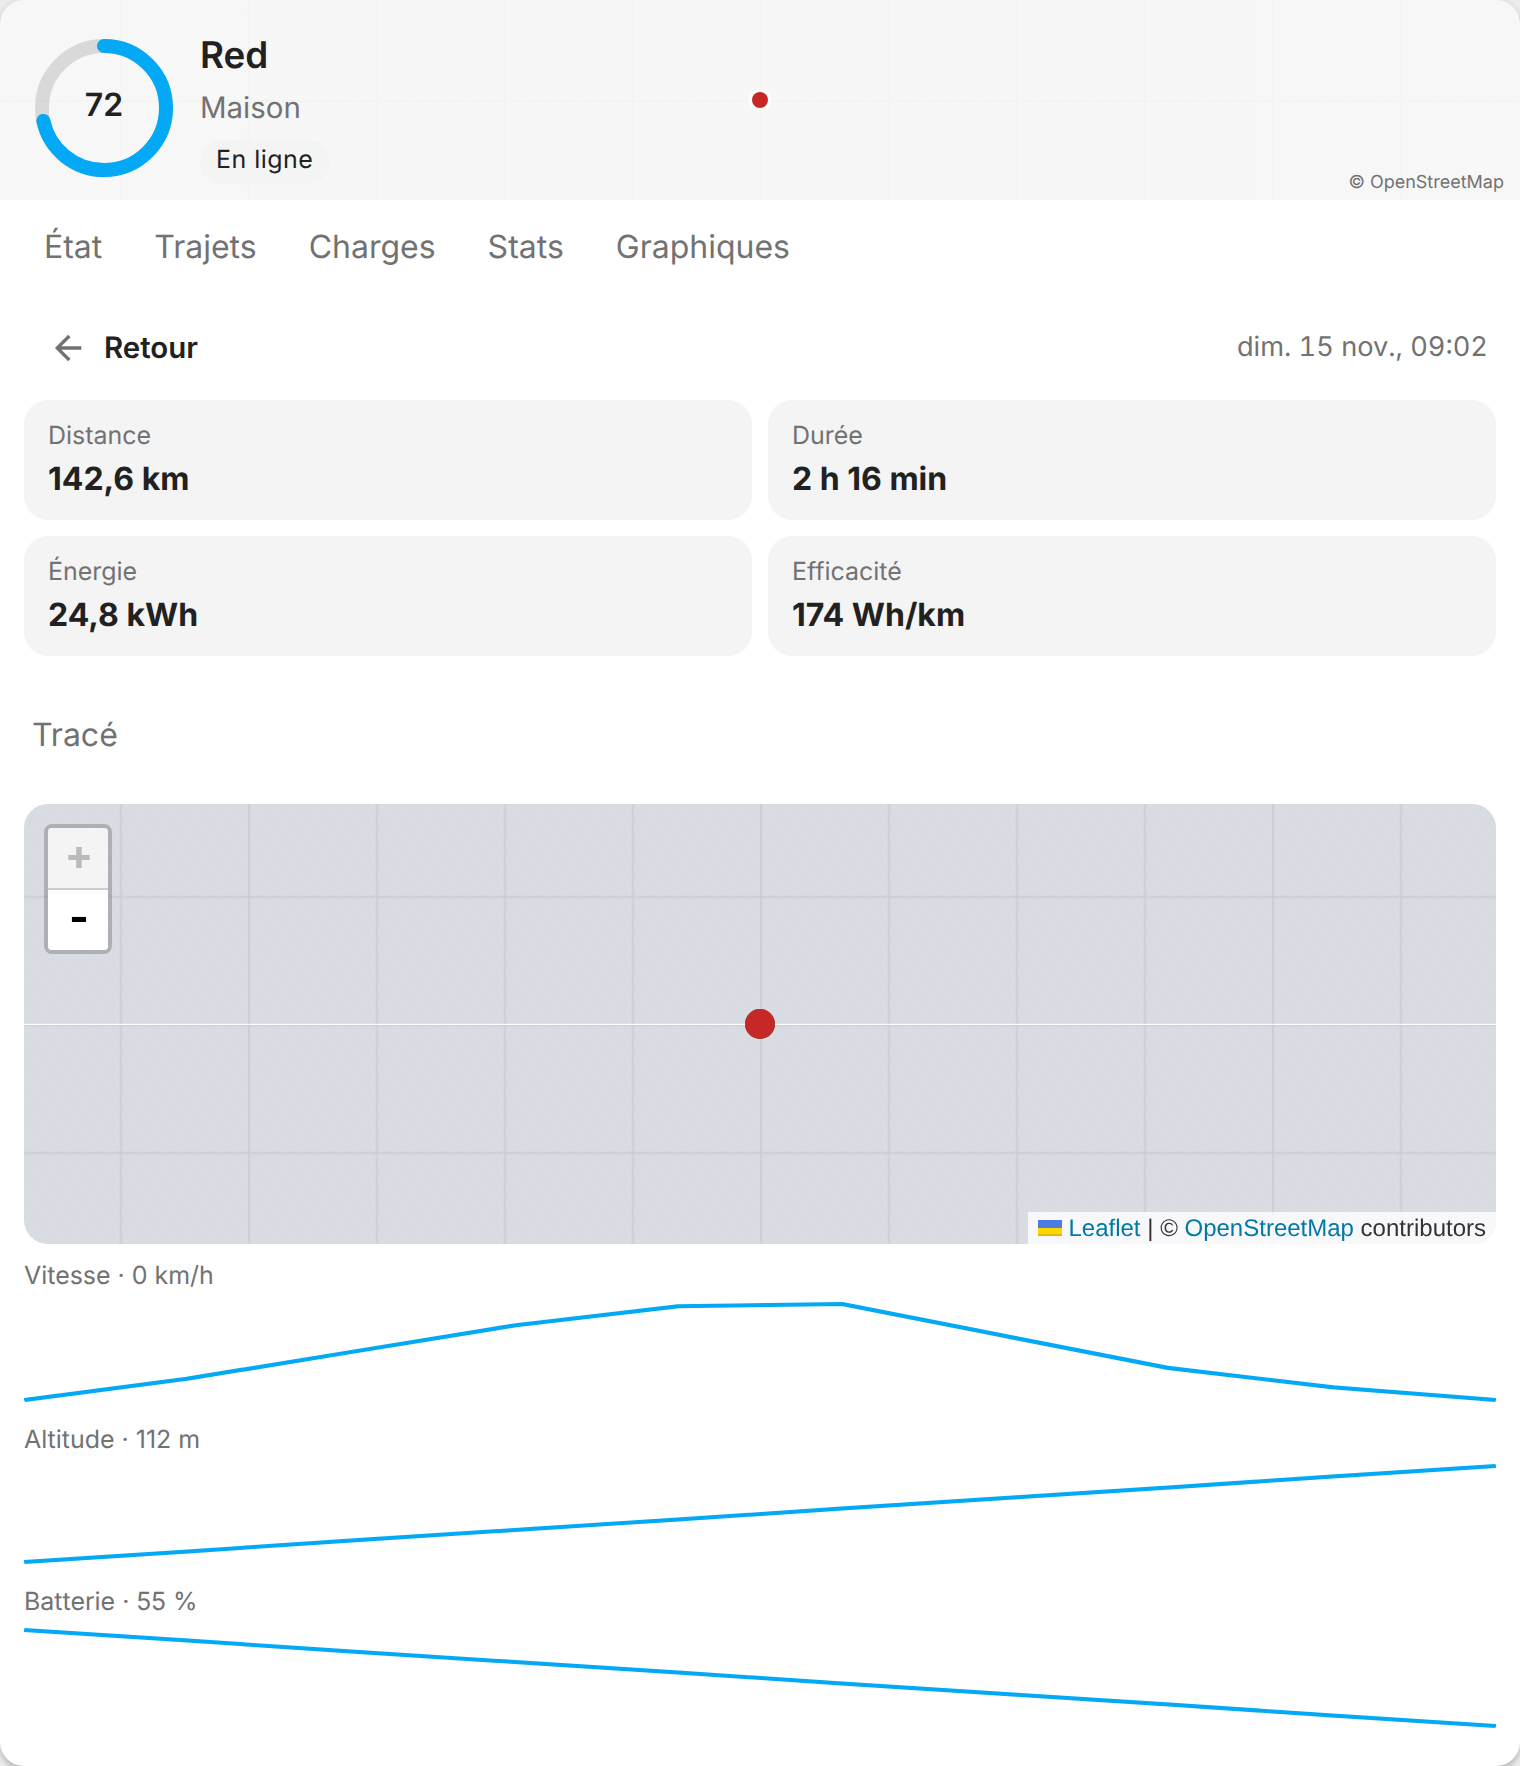 72
Red
Maison
En ligne
© OpenStreetMap
État Trajets Charges Stats Graphiques
Retour
dim. 15 nov., 09:02
Distance
142,6 km
Durée
2 h 16 min
Énergie
24,8 kWh
Efficacité
174 Wh/km
Tracé
+
-
Leaflet | © OpenStreetMap contributors
Vitesse · 0 km/h
Altitude · 112 m
Batterie · 55 %